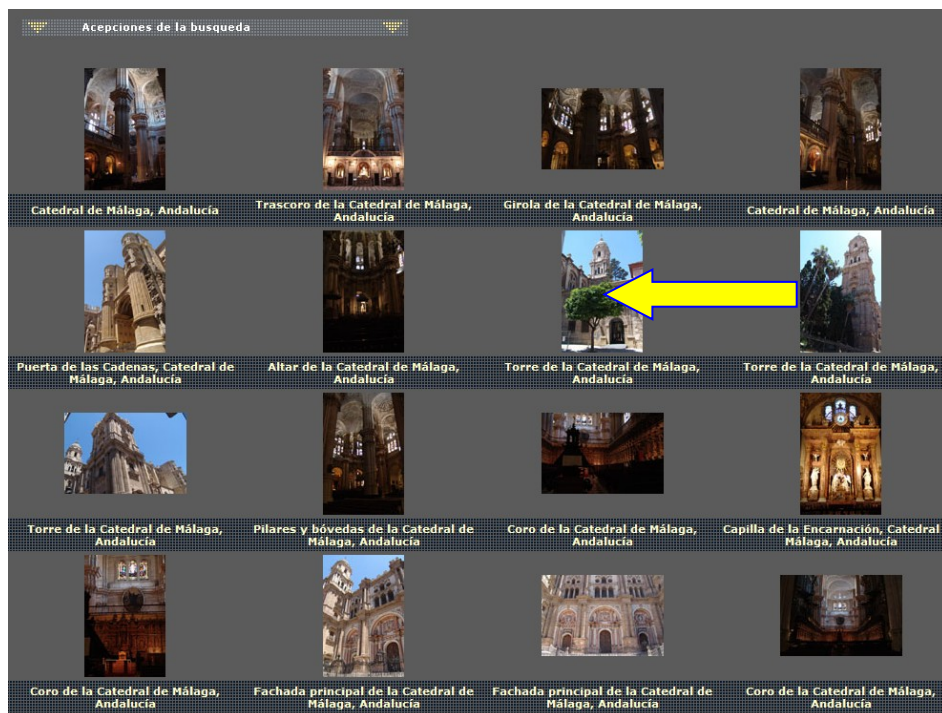 Acepciones de la busqueda
Catedral de Málaga, Andalucía
Trascoro de la Catedral de Málaga,
Andalucía
Girola de la Catedral de Málaga,
Andalucía
Catedral de Málaga, Andalucía
Puerta de las Cadenas, Catedral de
Málaga, Andalucía
Altar de la Catedral de Málaga,
Andalucía
Torre de la Catedral de Málaga,
Andalucía
Torre de la Catedral de Málaga,
Andalucía
Torre de la Catedral de Málaga,
Andalucía
Pilares y bóvedas de la Catedral de
Málaga, Andalucía
Coro de la Catedral de Málaga,
Andalucía
Capilla de la Encarnación, Catedral
Málaga, Andalucía
Coro de la Catedral de Málaga,
Andalucía
Fachada principal de la Catedral de
Málaga, Andalucía
Fachada principal de la Catedral de
Málaga, Andalucía
Coro de la Catedral de Málaga,
Andalucía